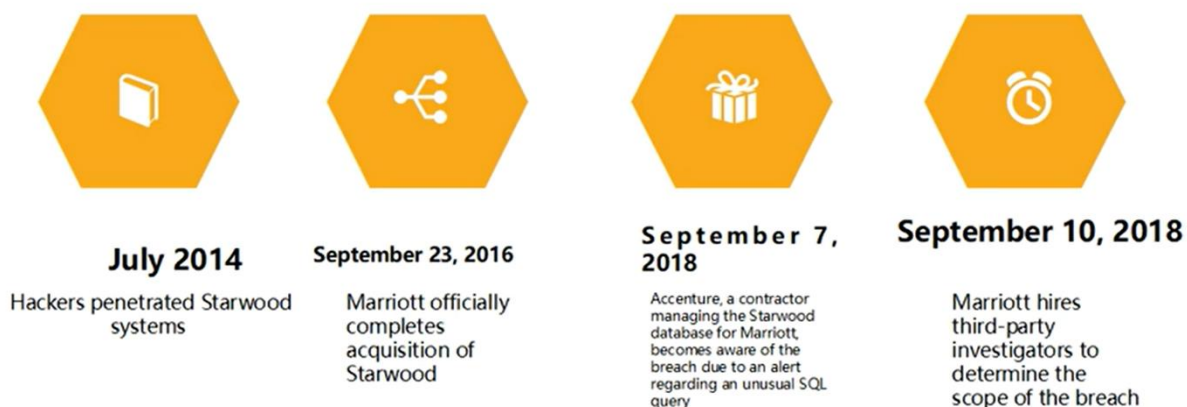 July 2014
Hackers penetrated Starwood
systems
September 23, 2016
Marriott officially
completes
acquisition of
Starwood
September 7,
2018
Accenture, a contractor
managing the Starwood
database for Marriott,
becomes aware of the
breach due to an alert
regarding an unusual SQL
query
September 10, 2018
Marriott hires
third-party
investigators to
determine the
scope of the breach